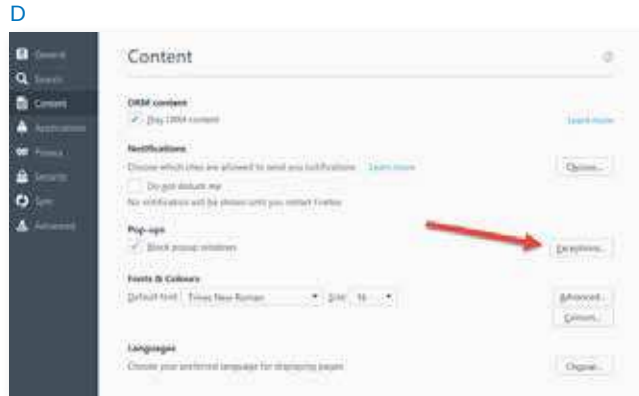 D
General
Content
Search
Content
DRM content
Play DRM content
Learn more
Applications
Notifications
Privacy
Choose which sites are allowed to send you notifications Learn more
Choose...
Security
Do not disturb me
Sync
No notification will be shown until you restart Firefox
Advanced
Pop-ups
Block popup windows
Exceptions...
Fonts & Colours
Default font Times New Roman Size 16
Advanced...
Colours...
Languages
Choose your preferred language for displaying pages
Choose...